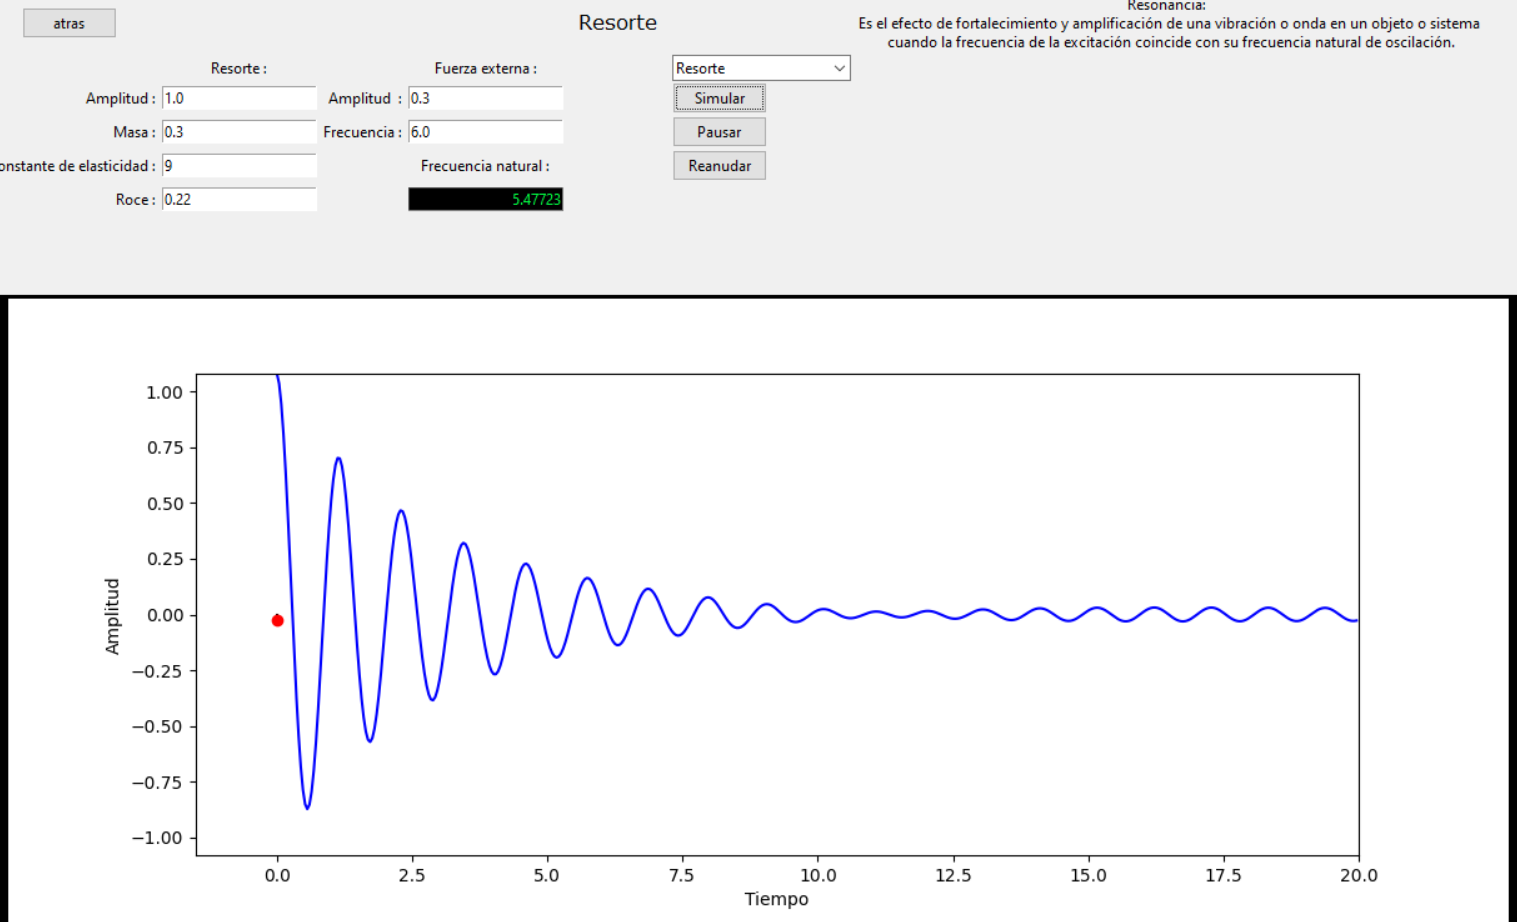 atras
Resorte
Resonancia:
Es el efecto de fortalecimiento y amplificación de una vibración o onda en un objeto o sistema
cuando la frecuencia de la excitación coincide con su frecuencia natural de oscilación.
Resorte :
Fuerza externa :
Resorte
Amplitud : 1.0
Amplitud : 0.3
Simular
Masa : 0.3
Frecuencia : 6.0
Pausar
onstante de elasticidad : 9
Frecuencia natural :
Reanudar
Roce : 0.22
5.47723
1.00
0.75
0.50
0.25
0.00
−0.25
−0.50
−0.75
−1.00
Amplitud
0.0 2.5 5.0 7.5 10.0 12.5 15.0 17.5 20.0
Tiempo